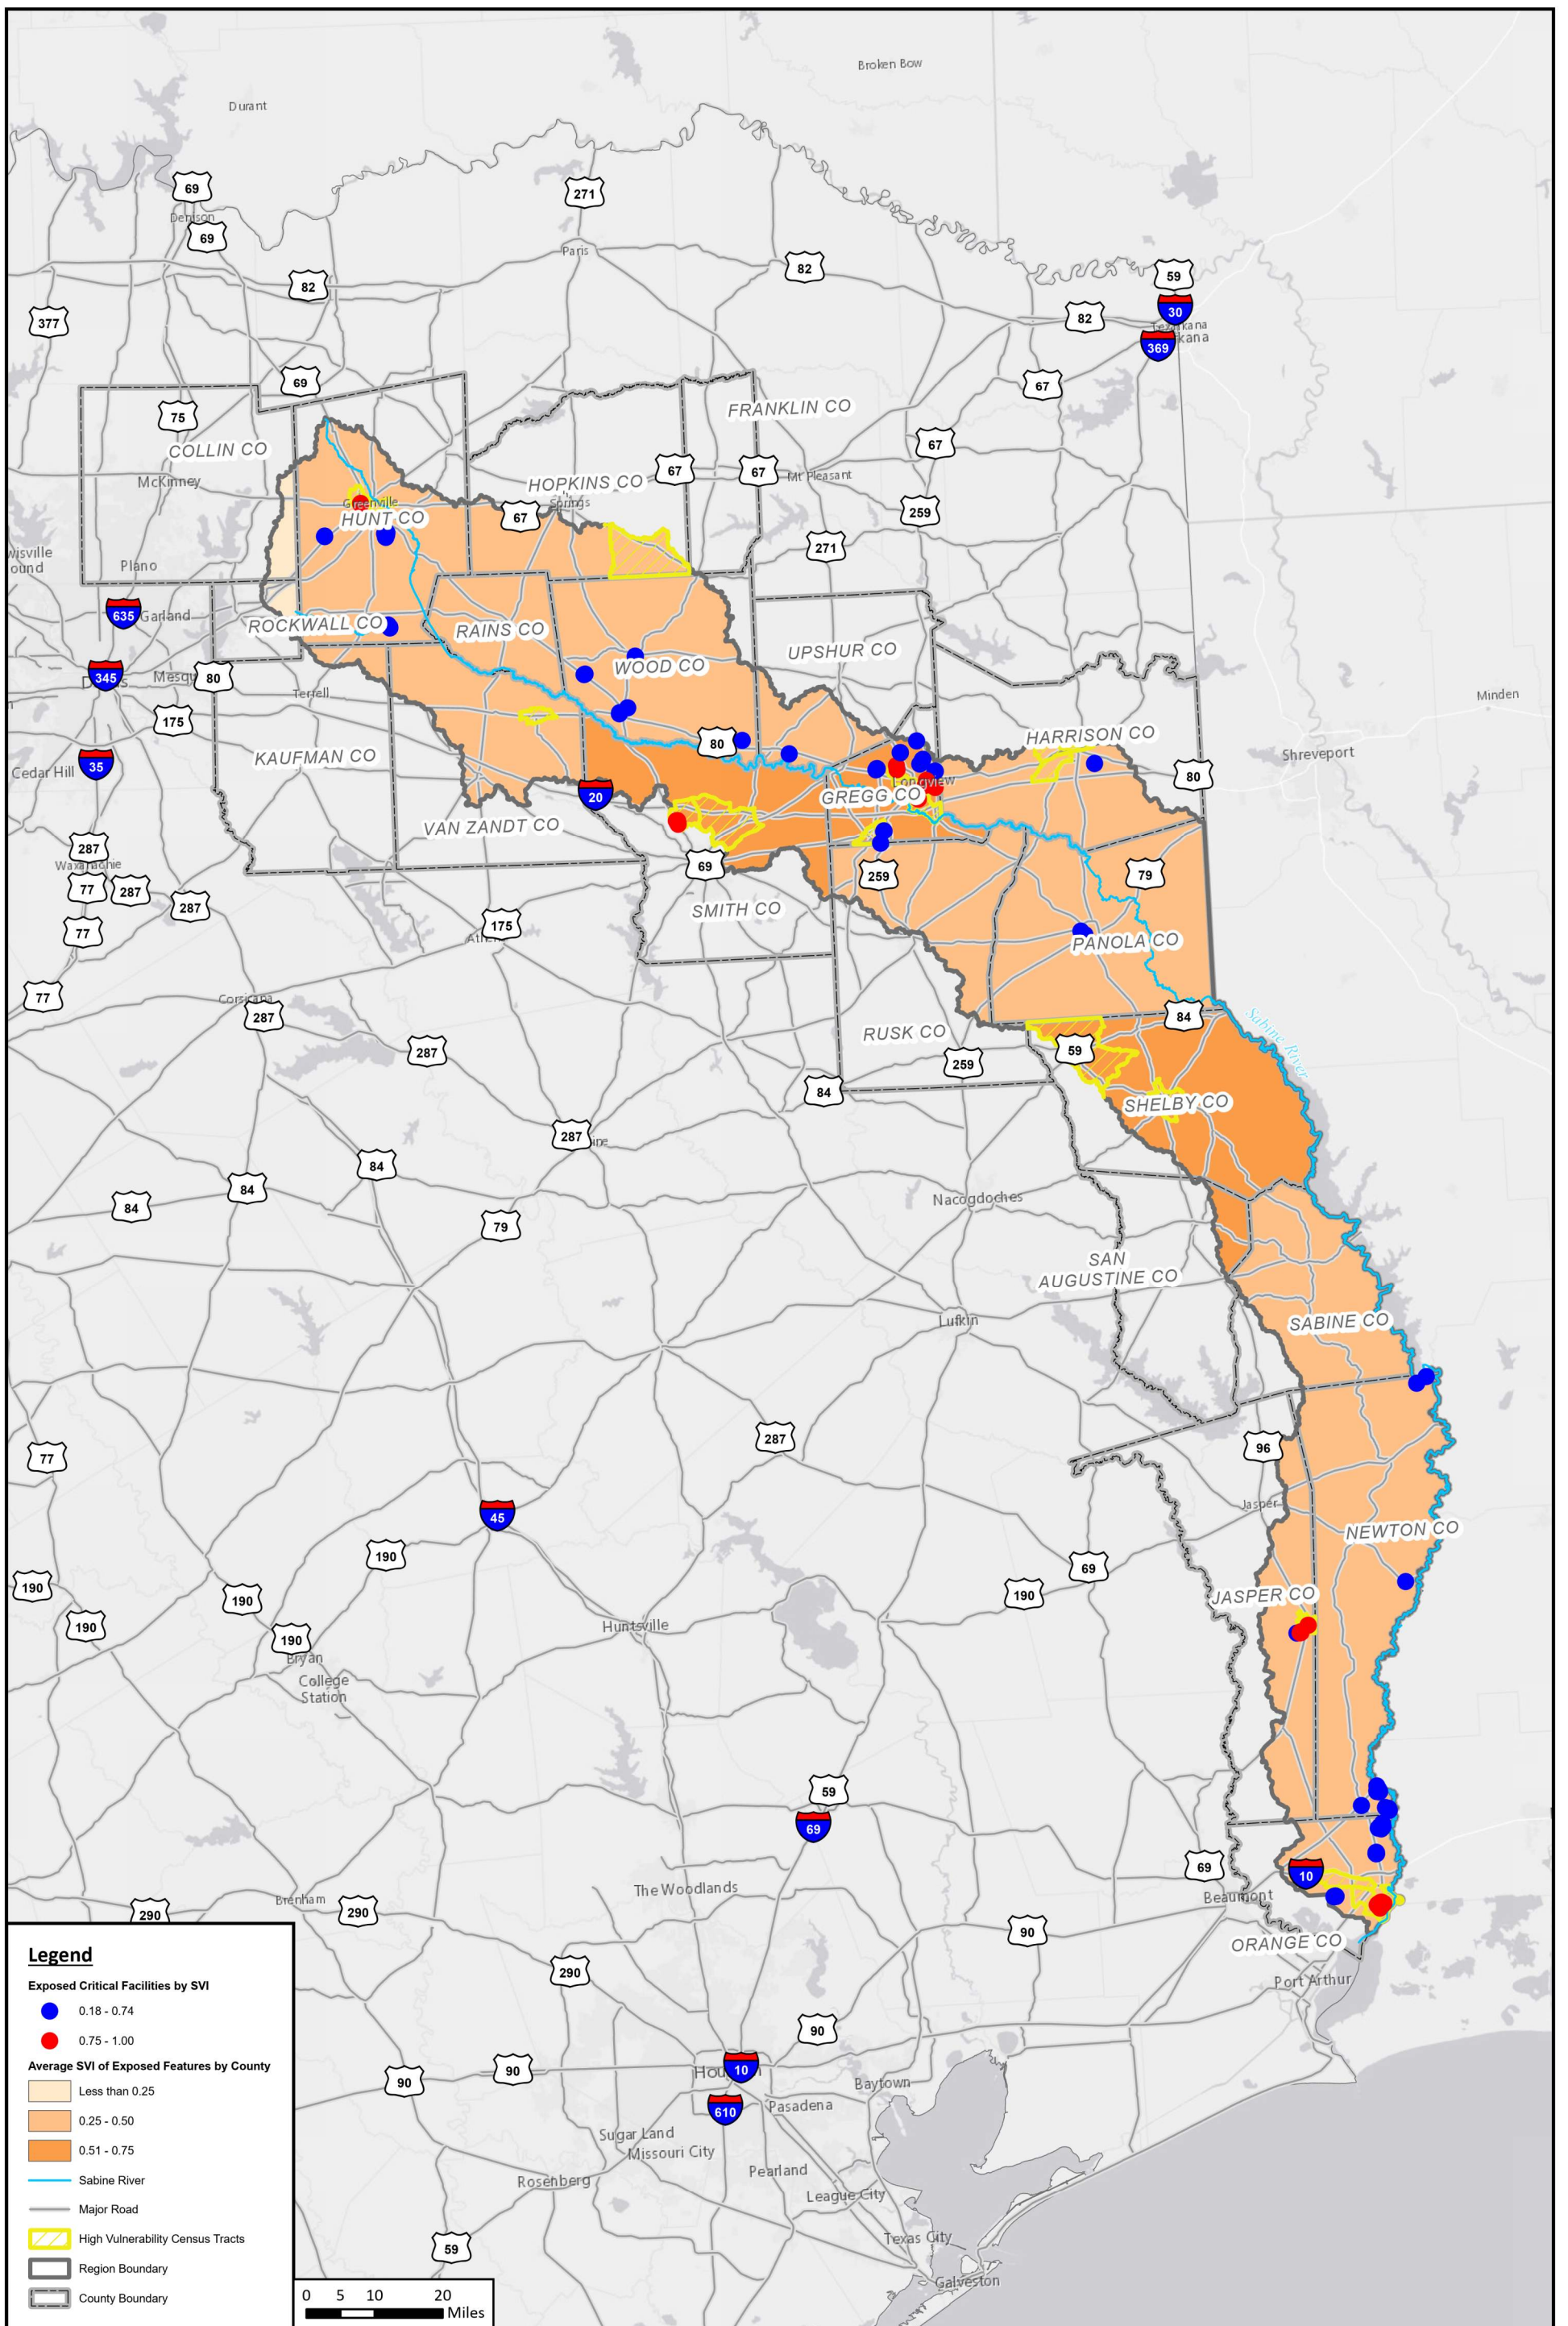 Broken Bow
Durant
69
271
Denison
69
Paris
82
59
82
30
377
82
369
69
67
75
FRANKLIN CO
COLLIN CO
67
67
67
McKinney
HOPKINS CO
Mt Pleasant
Greenville
Springs
67
259
HUNT CO
271
Plano
635
Garland
ROCKWALL CO
RAINS CO
UPSHUR CO
WOOD CO
345
80
Terrell
Minden
175
80
HARRISON CO
KAUFMAN CO
Shreveport
35
Cedar Hill
80
Longview
20
GREGG CO
VAN ZANDT CO
287
69
259
79
77
287
287
SMITH CO
175
77
PANOLA CO
77
Corsicana
287
84
Sabine River
RUSK CO
287
59
259
84
SHELBY CO
287
84
84
84
Nacogdoches
79
SAN
AUGUSTINE CO
Lufkin
SABINE CO
287
96
77
Jasper
45
NEWTON CO
190
69
190
190
190
JASPER CO
190
Huntsville
190
Bryan
College
Station
59
69
69
10
The Woodlands
Beaumont
Brenham
290
290
90
ORANGE CO
290
Port Arthur
90
10
90
90
Baytown
610
Pasadena
Sugar Land
Missouri City
Pearland
Rosenberg
League City
Texas City
59
Galveston
Legend
Exposed Critical Facilities by SVI
0.18 - 0.74
0.75 - 1.00
Average SVI of Exposed Features by County
Less than 0.25
0.25 - 0.50
0.51 - 0.75
Sabine River
Major Road
High Vulnerability Census Tracts
Region Boundary
County Boundary
0 5 10 20
Miles